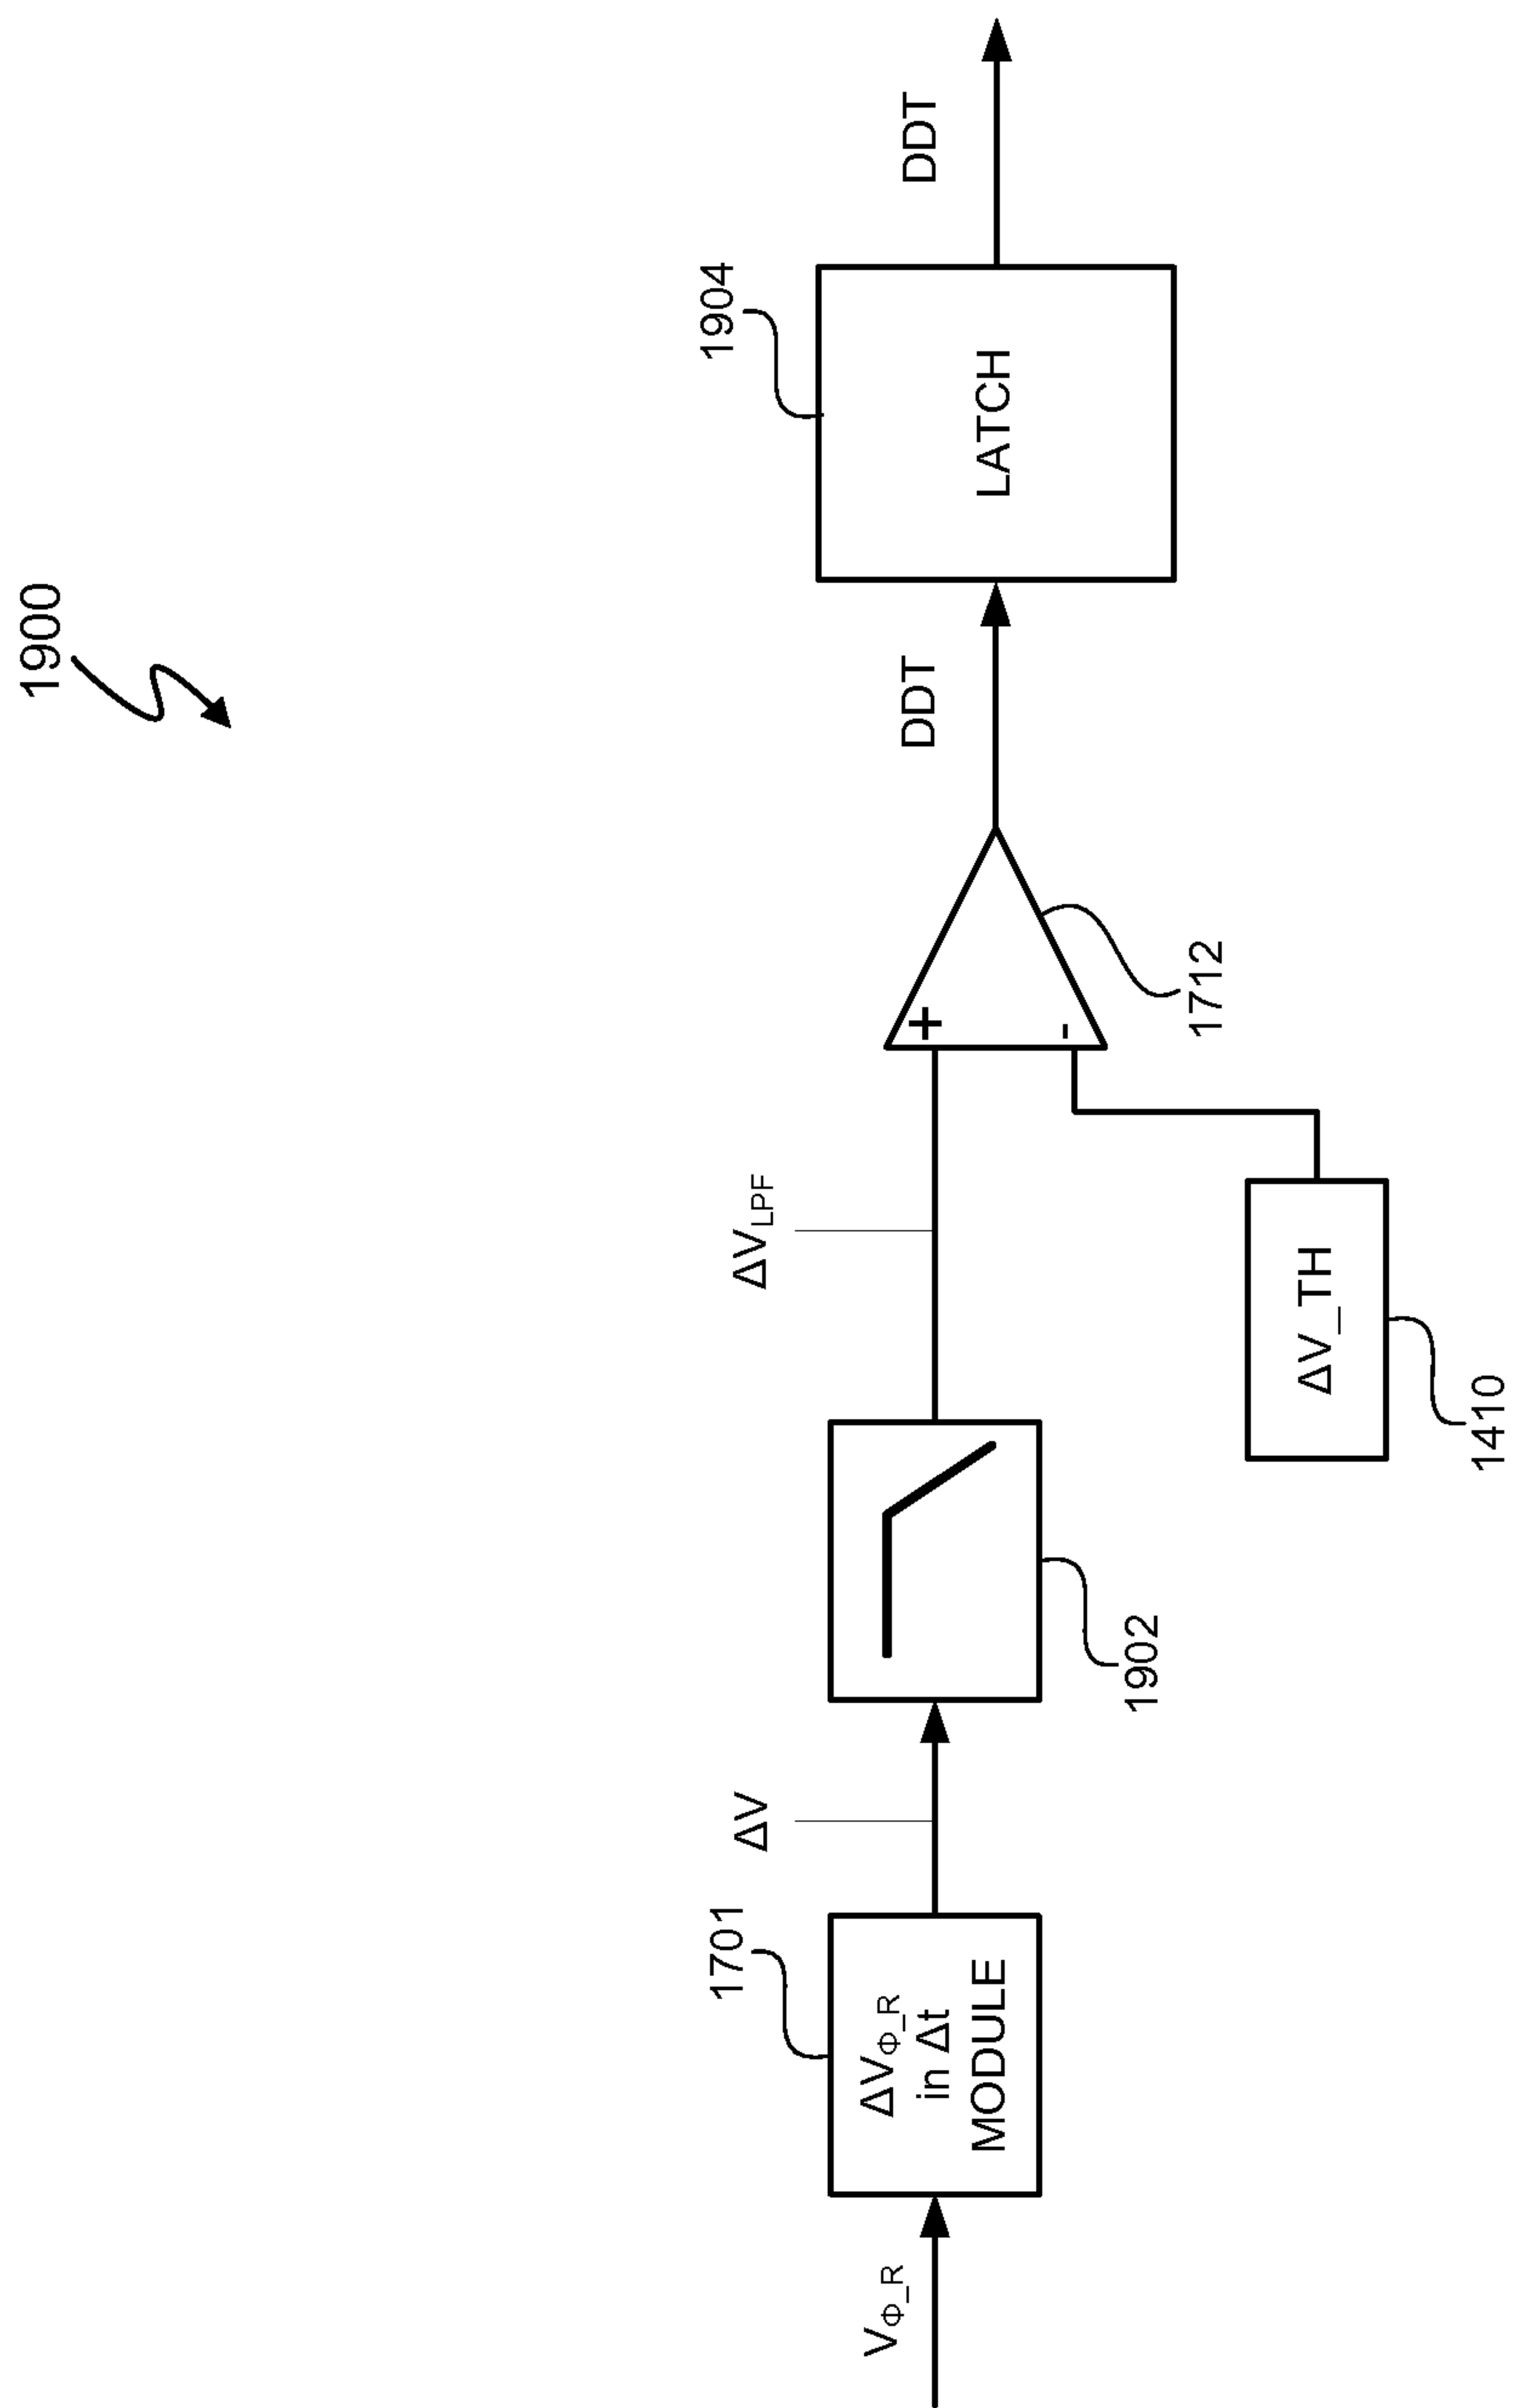 1900
V_Φ_R
1701
ΔV_Φ_R
in Δt
MODULE
ΔV
1902
ΔV_LPF
ΔV_TH
1410
+
-
1712
DDT
1904
LATCH
DDT